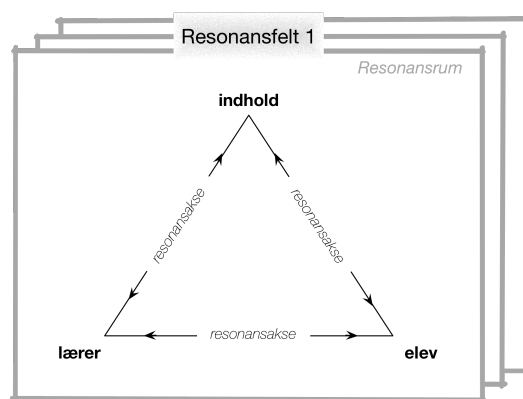 Resonansfelt 1
Resonansrum
indhold
resonansakse
resonansakse
resonansakse
lærer
elev